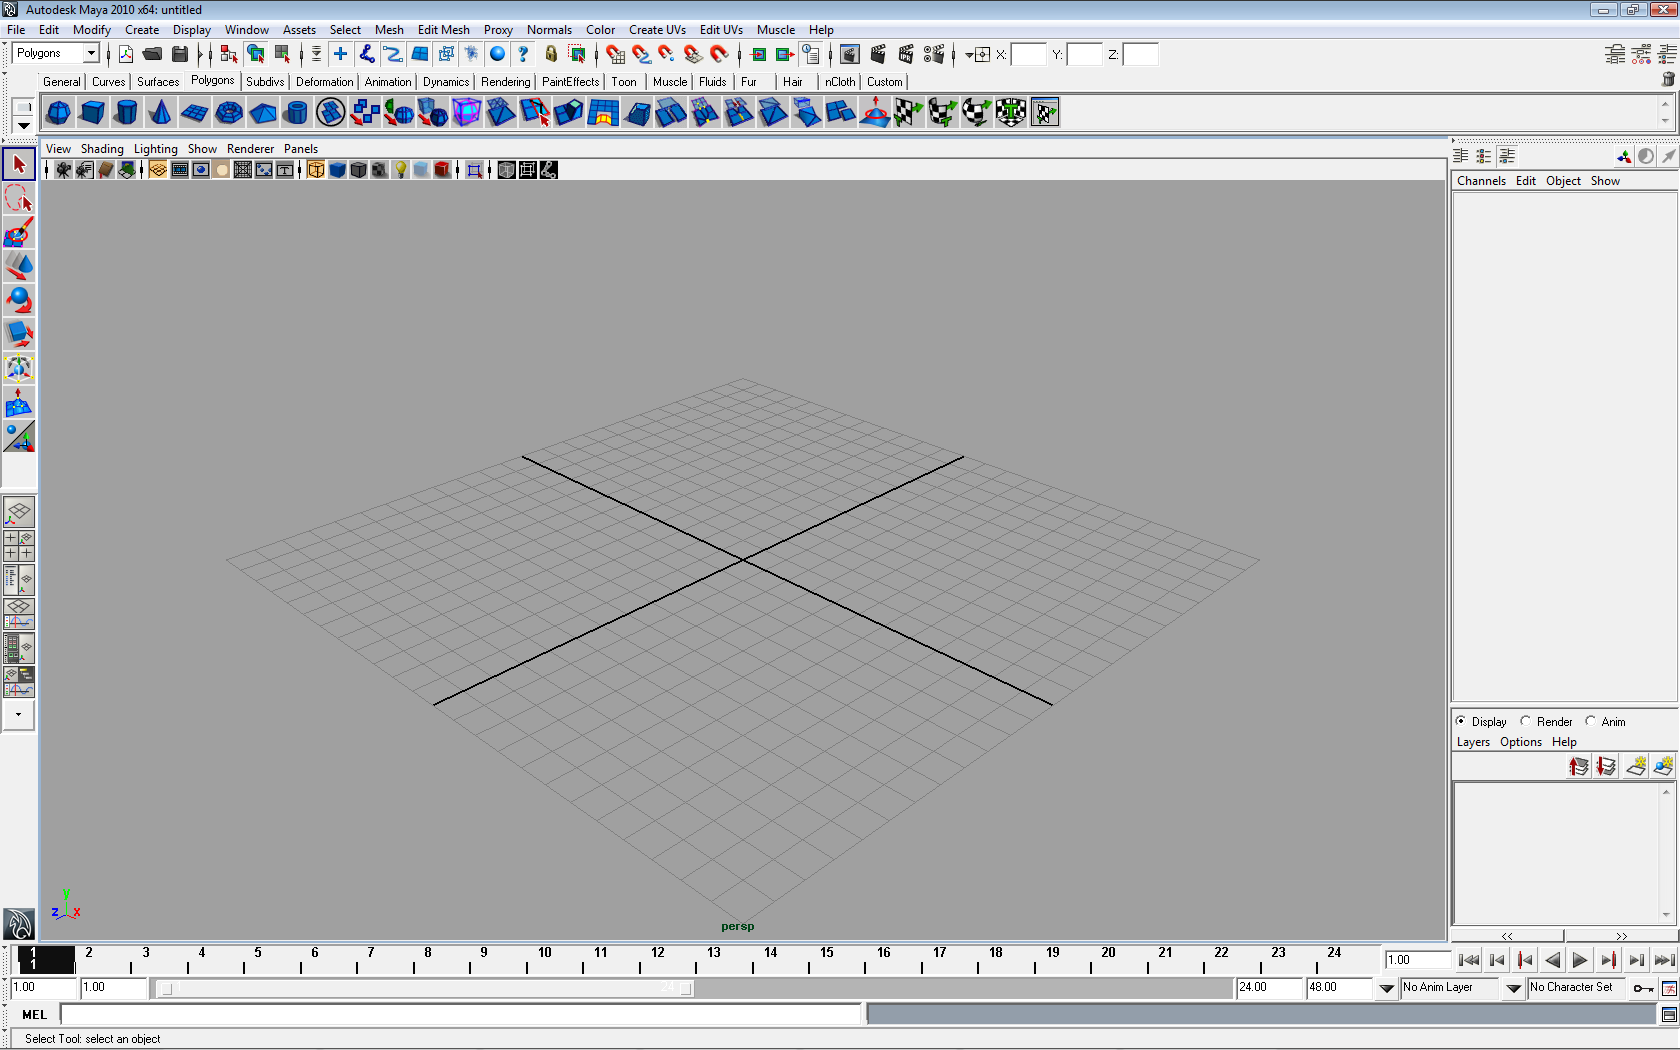 Autodesk Maya 2010 x64: untitled
File Edit Modify Create Display Window Assets Select Mesh Edit Mesh Proxy Normals Color Create UVs Edit UVs Muscle Help
Polygons X: Y: Z:
General Curves Surfaces Polygons Subdivs Deformation Animation Dynamics Rendering PaintEffects Toon Muscle Fluids Fur Hair nCloth Custom
View Shading Lighting Show Renderer Panels
Channels Edit Object Show
Display Render Anim
Layers Options Help
y
z x
persp
<< >>
1 2 3 4 5 6 7 8 9 10 11 12 13 14 15 16 17 18 19 20 21 22 23 24
1
1.00
1.00 1.00 1 24 24.00 48.00 No Anim Layer No Character Set
MEL
Select Tool: select an object